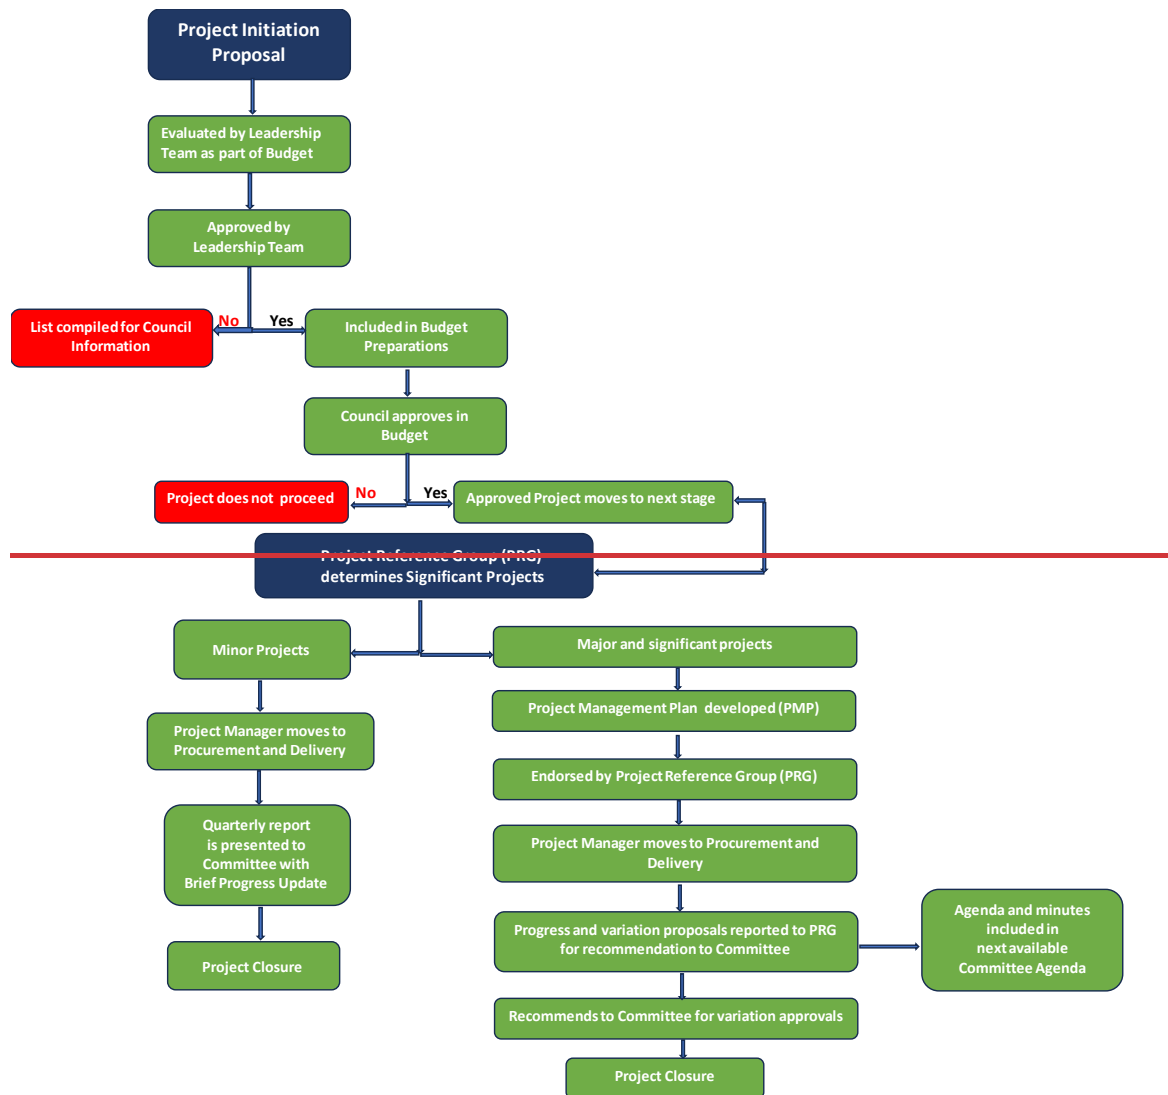 Project Initiation
Proposal
Evaluated by Leadership
Team as part of Budget
Approved by
Leadership Team
List compiled for Council
Information
No
Yes
Included in Budget
Preparations
Council approves in
Budget
Project does not proceed
No
Yes
Approved Project moves to next stage
Project Reference Group (PRG)
determines Significant Projects
Minor Projects
Major and significant projects
Project Management Plan developed (PMP)
Project Manager moves to
Procurement and Delivery
Endorsed by Project Reference Group (PRG)
Quarterly report
is presented to
Committee with
Brief Progress Update
Project Manager moves to Procurement and
Delivery
Progress and variation proposals reported to PRG
for recommendation to Committee
Agenda and minutes
included in
next available
Committee Agenda
Project Closure
Recommends to Committee for variation approvals
Project Closure